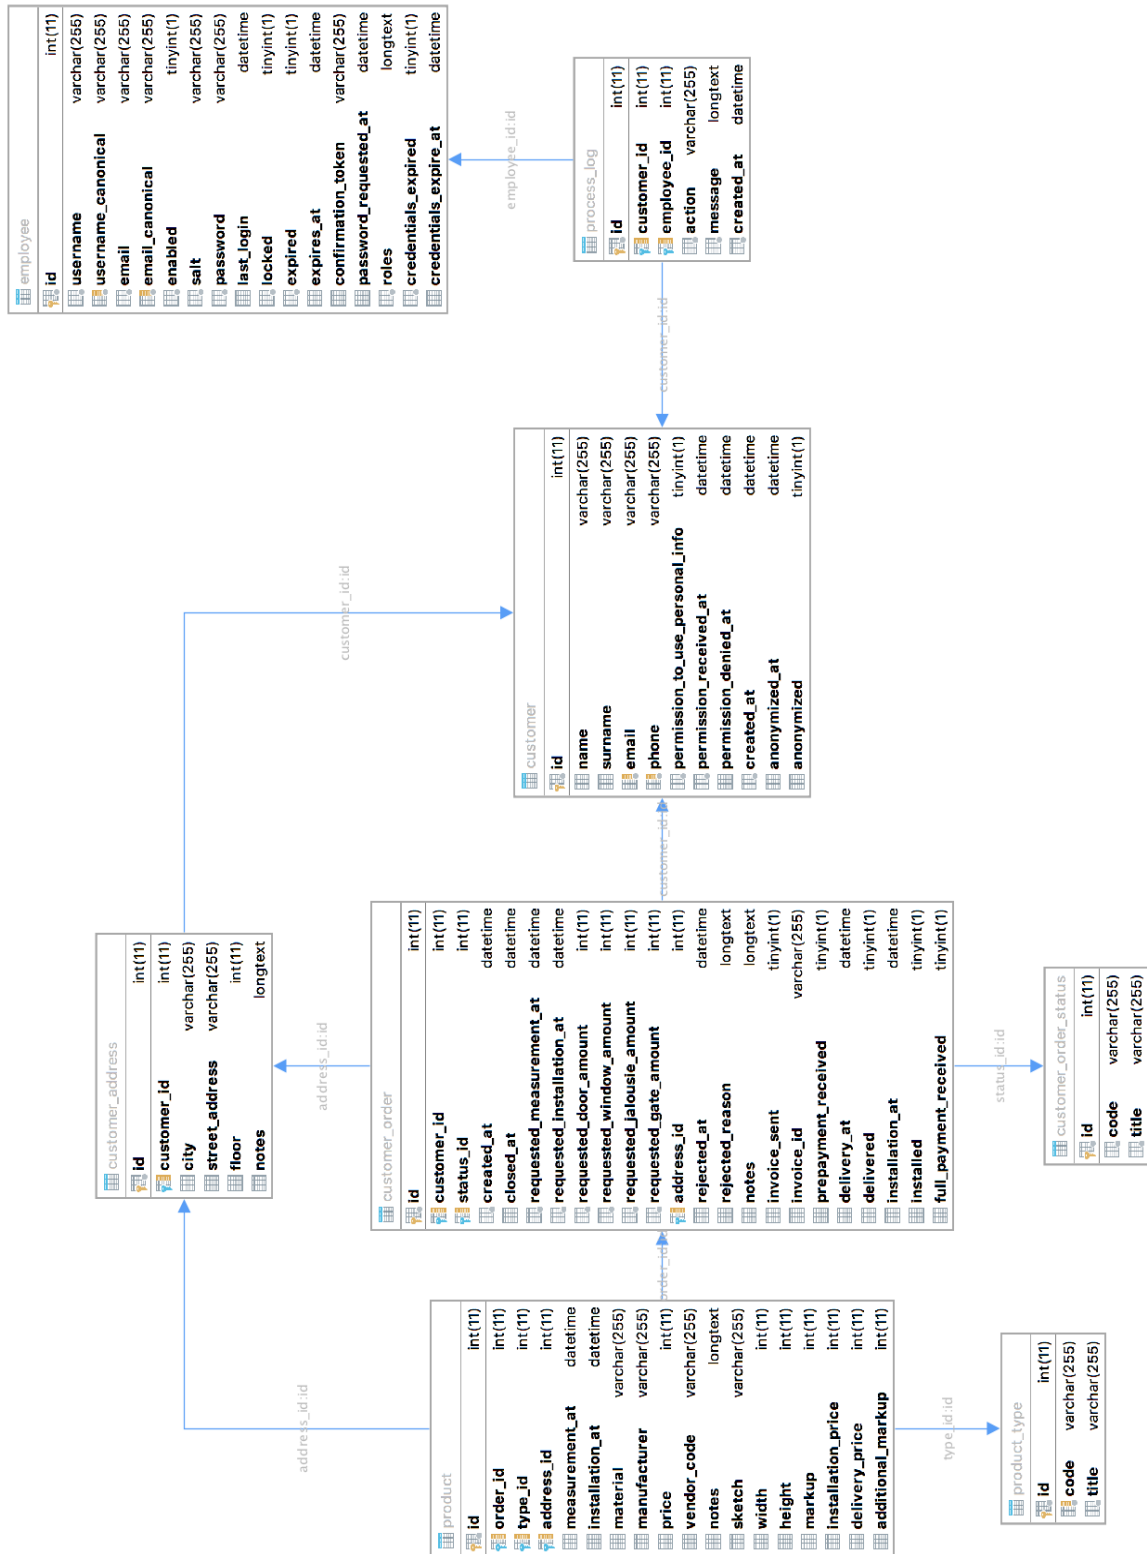 employee
id int(11)
username varchar(255)
username_canonical varchar(255)
email varchar(255)
email_canonical varchar(255)
enabled tinyint(1)
salt varchar(255)
password varchar(255)
last_login datetime
locked tinyint(1)
expired tinyint(1)
expires_at datetime
confirmation_token varchar(255)
password_requested_at datetime
roles longtext
credentials_expired tinyint(1)
credentials_expire_at datetime
employee_id:id
process_log
id int(11)
customer_id int(11)
employee_id int(11)
action varchar(255)
message longtext
created_at datetime
customer_id:id
customer_id:id
customer
id int(11)
name varchar(255)
surname varchar(255)
email varchar(255)
phone varchar(255)
permission_to_use_personal_info tinyint(1)
permission_received_at datetime
permission_denied_at datetime
created_at datetime
anonymized_at datetime
anonymized tinyint(1)
customer_address
id int(11)
customer_id int(11)
city varchar(255)
street_address varchar(255)
floor int(11)
notes longtext
address_id:id
customer_id:id
customer_order
id int(11)
customer_id int(11)
status_id int(11)
created_at datetime
closed_at datetime
requested_measurement_at datetime
requested_installation_at datetime
requested_door_amount int(11)
requested_window_amount int(11)
requested_jalousie_amount int(11)
requested_gate_amount int(11)
address_id int(11)
rejected_at datetime
rejected_reason longtext
notes longtext
invoice_sent tinyint(1)
invoice_id varchar(255)
prepayment_received tinyint(1)
delivery_at datetime
delivered tinyint(1)
installation_at datetime
installed tinyint(1)
full_payment_received tinyint(1)
status_id:id
customer_order_status
id int(11)
code varchar(255)
title varchar(255)
address_id:id
order_id:id
product
id int(11)
order_id int(11)
type_id int(11)
address_id int(11)
measurement_at datetime
installation_at datetime
material varchar(255)
manufacturer varchar(255)
price int(11)
vendor_code varchar(255)
notes longtext
sketch varchar(255)
width int(11)
height int(11)
markup int(11)
installation_price int(11)
delivery_price int(11)
additional_markup int(11)
type_id:id
product_type
id int(11)
code varchar(255)
title varchar(255)